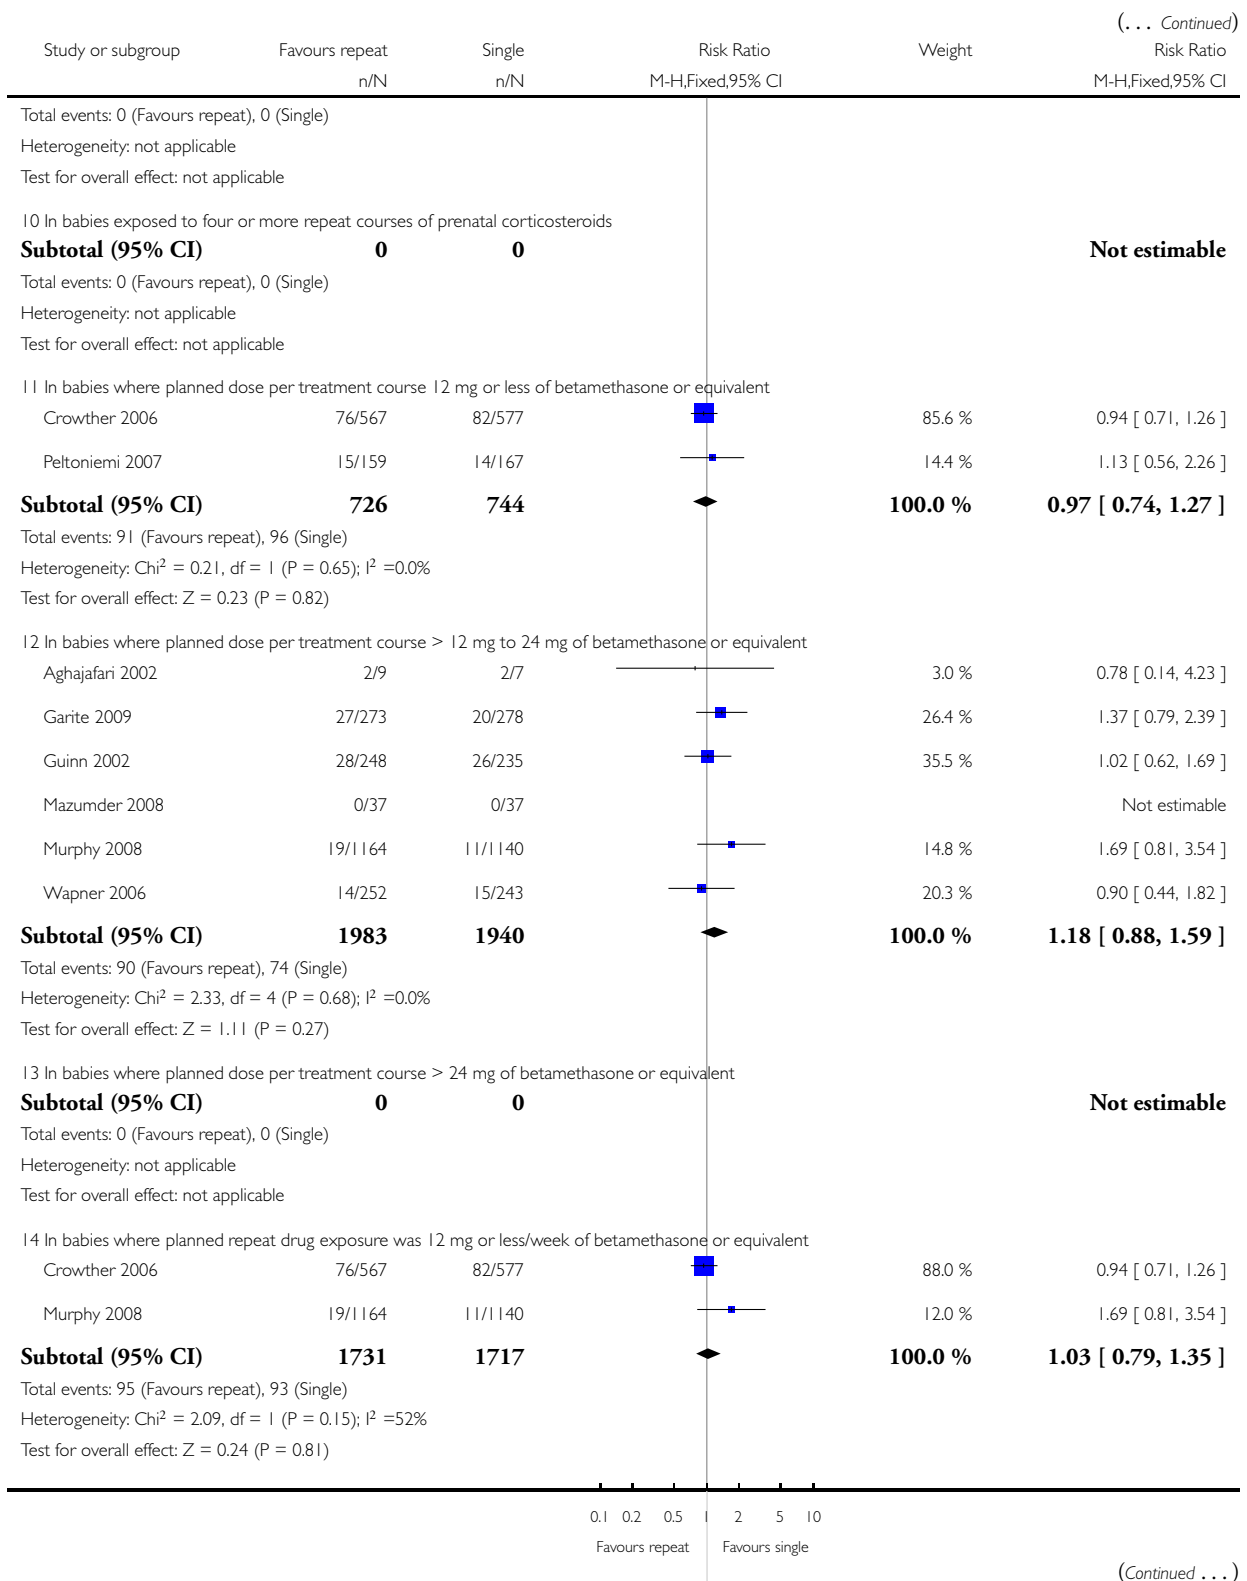 (... Continued)
Study or subgroup Favours repeat Single Risk Ratio Weight Risk Ratio
n/N n/N M-H,Fixed,95% CI M-H,Fixed,95% CI
Total events: 0 (Favours repeat), 0 (Single)
Heterogeneity: not applicable
Test for overall effect: not applicable
10 In babies exposed to four or more repeat courses of prenatal corticosteroids
Subtotal (95% CI) 0 0 Not estimable
Total events: 0 (Favours repeat), 0 (Single)
Heterogeneity: not applicable
Test for overall effect: not applicable
11 In babies where planned dose per treatment course 12 mg or less of betamethasone or equivalent
Crowther 2006 76/567 82/577 85.6 % 0.94 [ 0.71, 1.26 ]
Peltoniemi 2007 15/159 14/167 14.4 % 1.13 [ 0.56, 2.26 ]
Subtotal (95% CI) 726 744 100.0 % 0.97 [ 0.74, 1.27 ]
Total events: 91 (Favours repeat), 96 (Single)
Heterogeneity: Chi² = 0.21, df = 1 (P = 0.65); I² =0.0%
Test for overall effect: Z = 0.23 (P = 0.82)
12 In babies where planned dose per treatment course > 12 mg to 24 mg of betamethasone or equivalent
Aghajafari 2002 2/9 2/7 3.0 % 0.78 [ 0.14, 4.23 ]
Garite 2009 27/273 20/278 26.4 % 1.37 [ 0.79, 2.39 ]
Guinn 2002 28/248 26/235 35.5 % 1.02 [ 0.62, 1.69 ]
Mazumder 2008 0/37 0/37 Not estimable
Murphy 2008 19/1164 11/1140 14.8 % 1.69 [ 0.81, 3.54 ]
Wapner 2006 14/252 15/243 20.3 % 0.90 [ 0.44, 1.82 ]
Subtotal (95% CI) 1983 1940 100.0 % 1.18 [ 0.88, 1.59 ]
Total events: 90 (Favours repeat), 74 (Single)
Heterogeneity: Chi² = 2.33, df = 4 (P = 0.68); I² =0.0%
Test for overall effect: Z = 1.11 (P = 0.27)
13 In babies where planned dose per treatment course > 24 mg of betamethasone or equivalent
Subtotal (95% CI) 0 0 Not estimable
Total events: 0 (Favours repeat), 0 (Single)
Heterogeneity: not applicable
Test for overall effect: not applicable
14 In babies where planned repeat drug exposure was 12 mg or less/week of betamethasone or equivalent
Crowther 2006 76/567 82/577 88.0 % 0.94 [ 0.71, 1.26 ]
Murphy 2008 19/1164 11/1140 12.0 % 1.69 [ 0.81, 3.54 ]
Subtotal (95% CI) 1731 1717 100.0 % 1.03 [ 0.79, 1.35 ]
Total events: 95 (Favours repeat), 93 (Single)
Heterogeneity: Chi² = 2.09, df = 1 (P = 0.15); I² =52%
Test for overall effect: Z = 0.24 (P = 0.81)
0.1 0.2 0.5 1 2 5 10
Favours repeat Favours single
(Continued ...)